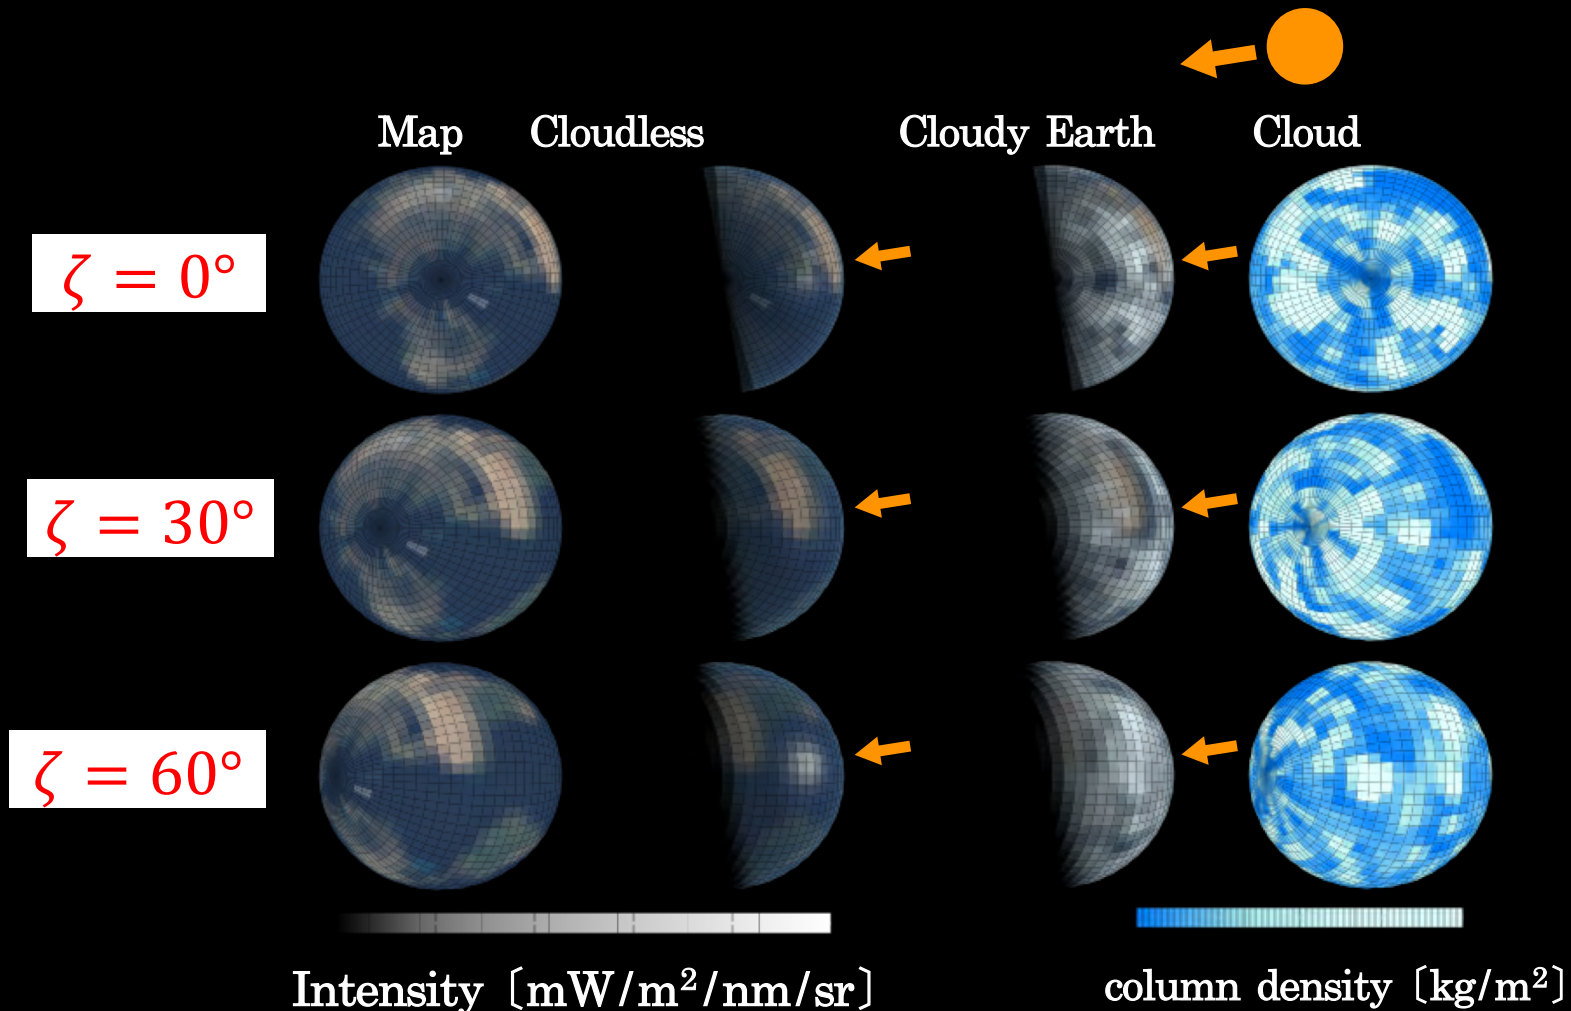 Map Cloudless Cloudy Earth Cloud
ζ = 0°
ζ = 30°
ζ = 60°
Intensity〔mW/m²/nm/sr〕
column density〔kg/m²〕